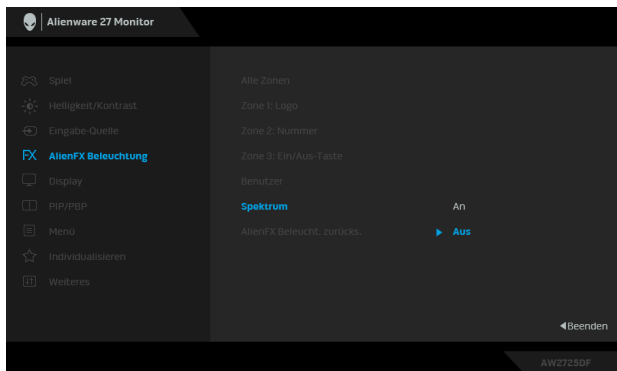 Alienware 27 Monitor
Spiel
Helligkeit/Kontrast
Eingabe-Quelle
FX AlienFX Beleuchtung
Display
PIP/PBP
Menü
Individualisieren
Weiteres
Alle Zonen
Zone 1: Logo
Zone 2: Nummer
Zone 3: Ein/Aus-Taste
Benutzer
Spektrum An
AlienFX Beleucht. zurücks. Aus
Beenden
AW2725DF